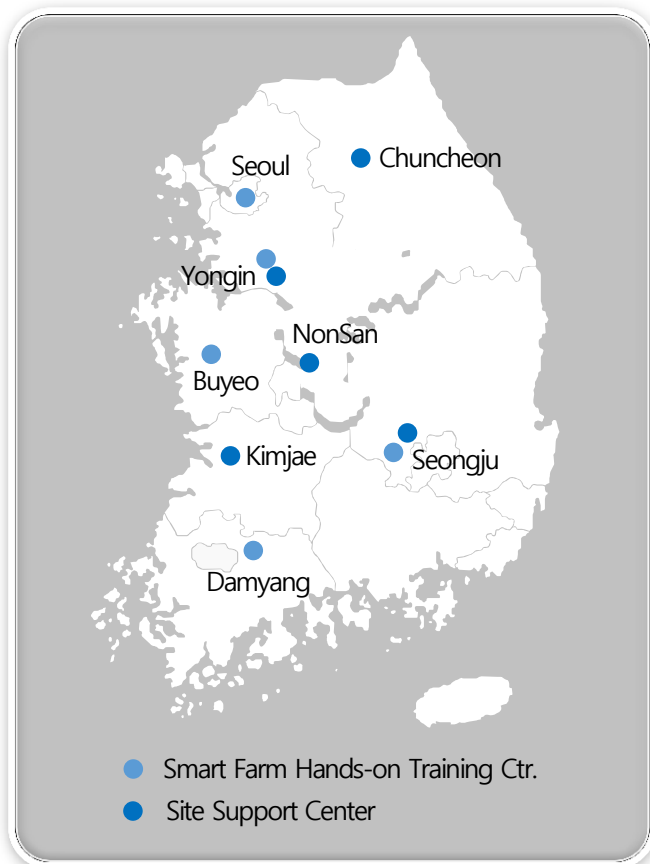 Chuncheon
Seoul
Yongin
NonSan
Buyeo
Kimjae
Seongju
Damyang
Smart Farm Hands-on Training Ctr.
Site Support Center